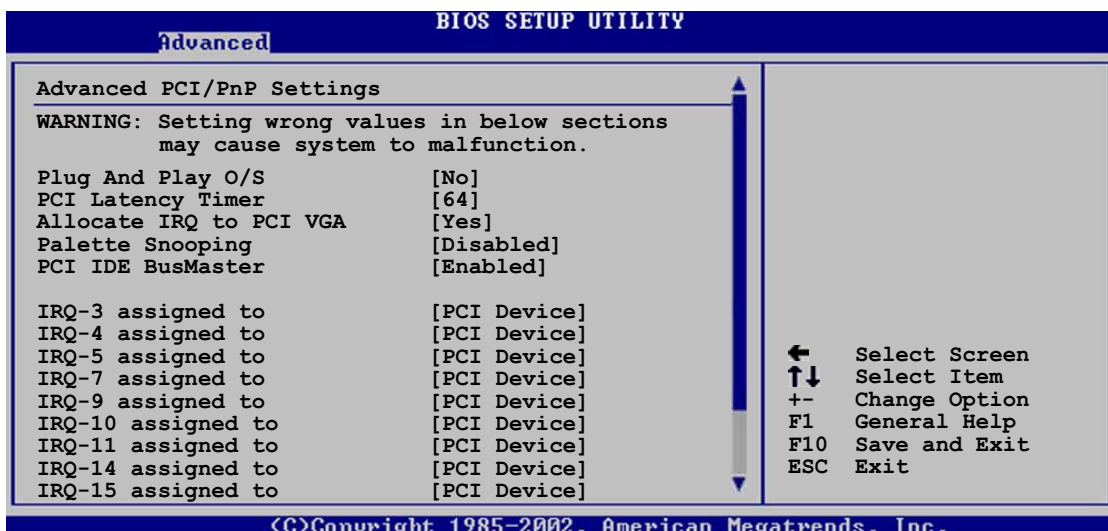 BIOS SETUP UTILITY
Advanced
Advanced PCI/PnP Settings
WARNING: Setting wrong values in below sections
may cause system to malfunction.
Plug And Play O/S [No]
PCI Latency Timer [64]
Allocate IRQ to PCI VGA [Yes]
Palette Snooping [Disabled]
PCI IDE BusMaster [Enabled]
IRQ-3 assigned to [PCI Device]
IRQ-4 assigned to [PCI Device]
IRQ-5 assigned to [PCI Device]
IRQ-7 assigned to [PCI Device]
IRQ-9 assigned to [PCI Device]
IRQ-10 assigned to [PCI Device]
IRQ-11 assigned to [PCI Device]
IRQ-14 assigned to [PCI Device]
IRQ-15 assigned to [PCI Device]
← Select Screen
↑↓ Select Item
+- Change Option
F1 General Help
F10 Save and Exit
ESC Exit
(C)Copyright 1985-2002, American Megatrends, Inc.